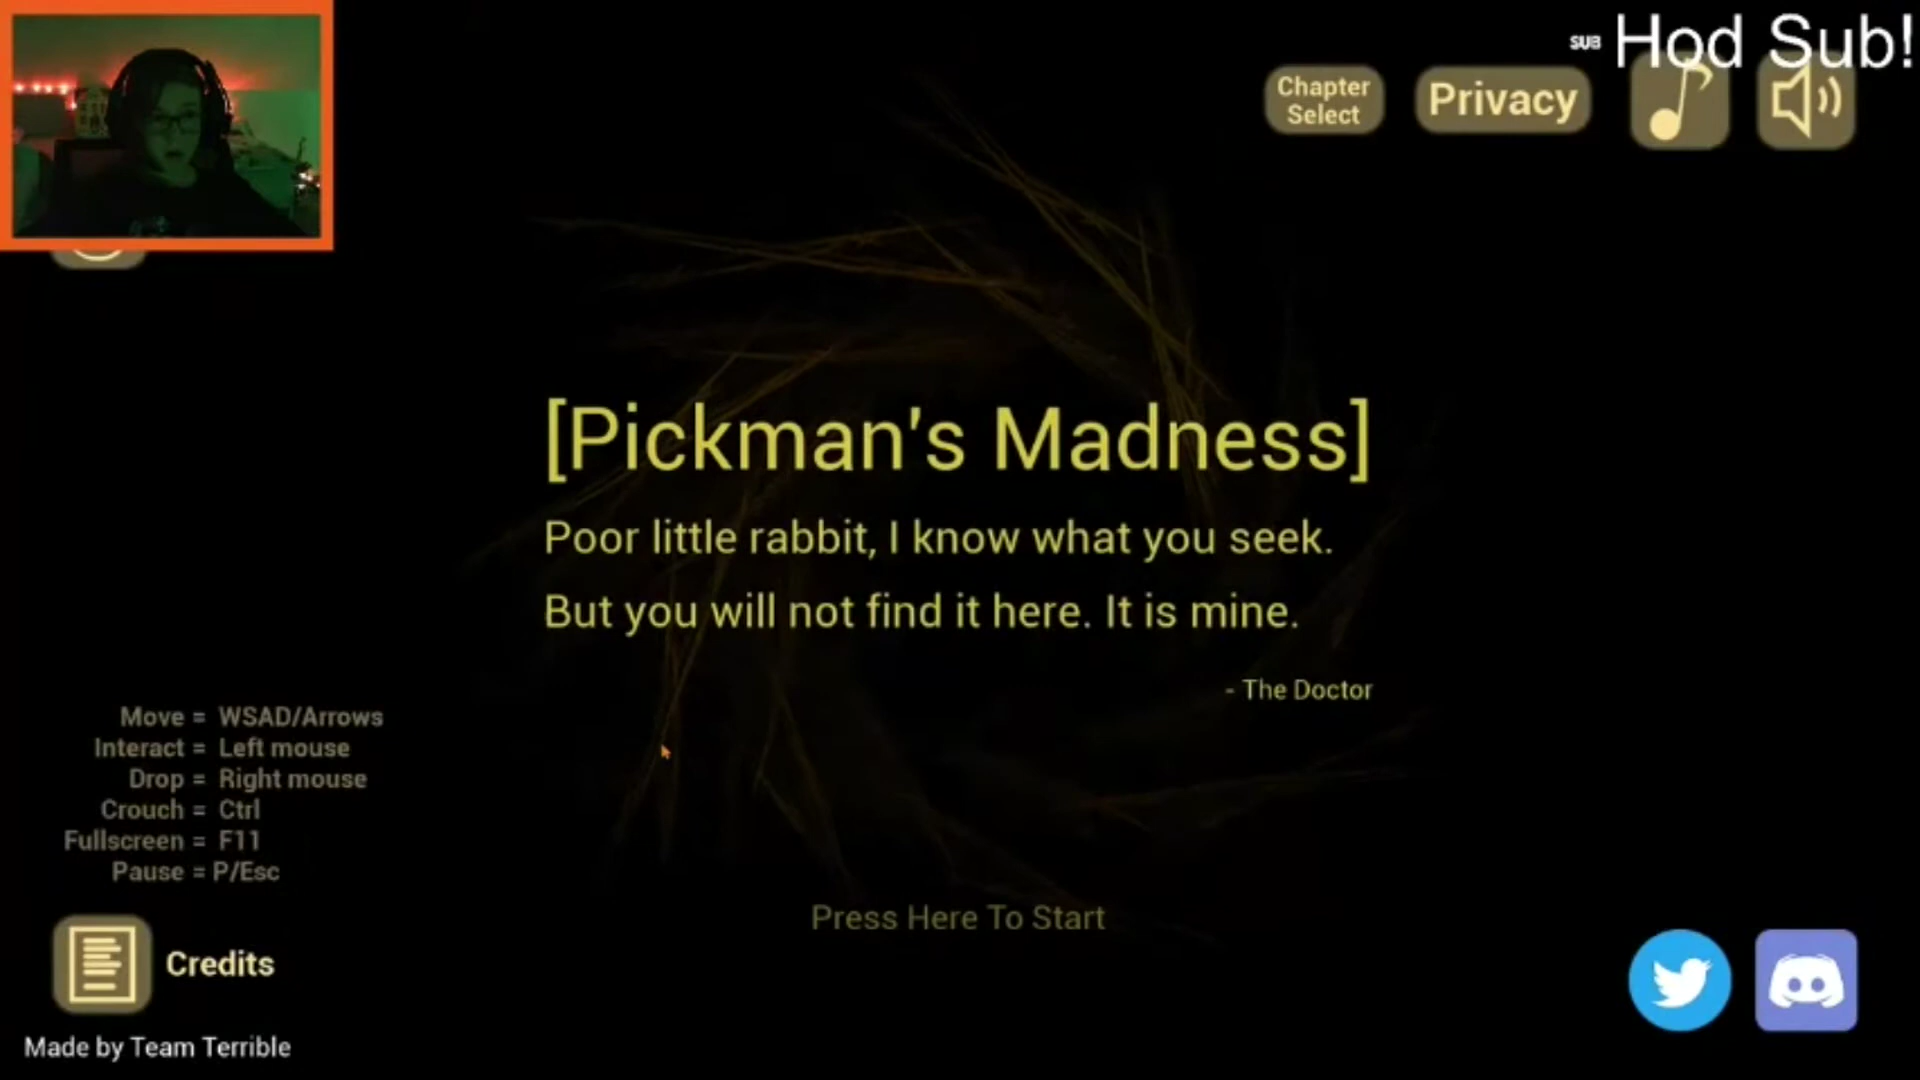 SUB Hod Sub!
Chapter
Select
Privacy
[Pickman's Madness]
Poor little rabbit, I know what you seek.
But you will not find it here. It is mine.
- The Doctor
Move = WSAD/Arrows
Interact = Left mouse
Drop = Right mouse
Crouch = Ctrl
Fullscreen = F11
Pause = P/Esc
Press Here To Start
Credits
Made by Team Terrible